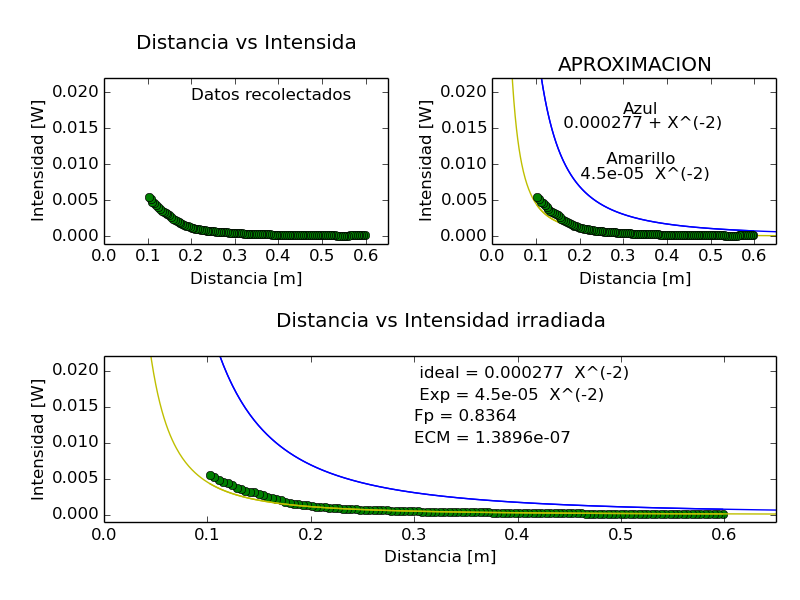 Distancia vs Intensida
0.020
0.015
0.010
0.005
0.000
Intensidad [W]
Datos recolectados
0.0 0.1 0.2 0.3 0.4 0.5 0.6
Distancia [m]
APROXIMACION
0.020
0.015
0.010
0.005
0.000
Intensidad [W]
Azul
0.000277 + X^(-2)
Amarillo
4.5e-05 X^(-2)
0.0 0.1 0.2 0.3 0.4 0.5 0.6
Distancia [m]
Distancia vs Intensidad irradiada
0.020
0.015
0.010
0.005
0.000
Intensidad [W]
ideal = 0.000277 X^(-2)
Exp = 4.5e-05 X^(-2)
Fp = 0.8364
ECM = 1.3896e-07
0.0 0.1 0.2 0.3 0.4 0.5 0.6
Distancia [m]